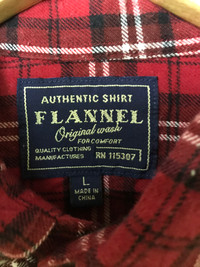 AUTHENTIC SHIRT
FLANNEL
Original wash
FOR COMFORT
QUALITY CLOTHING
MANUFACTURES RN 115307
L
MADE IN
CHINA